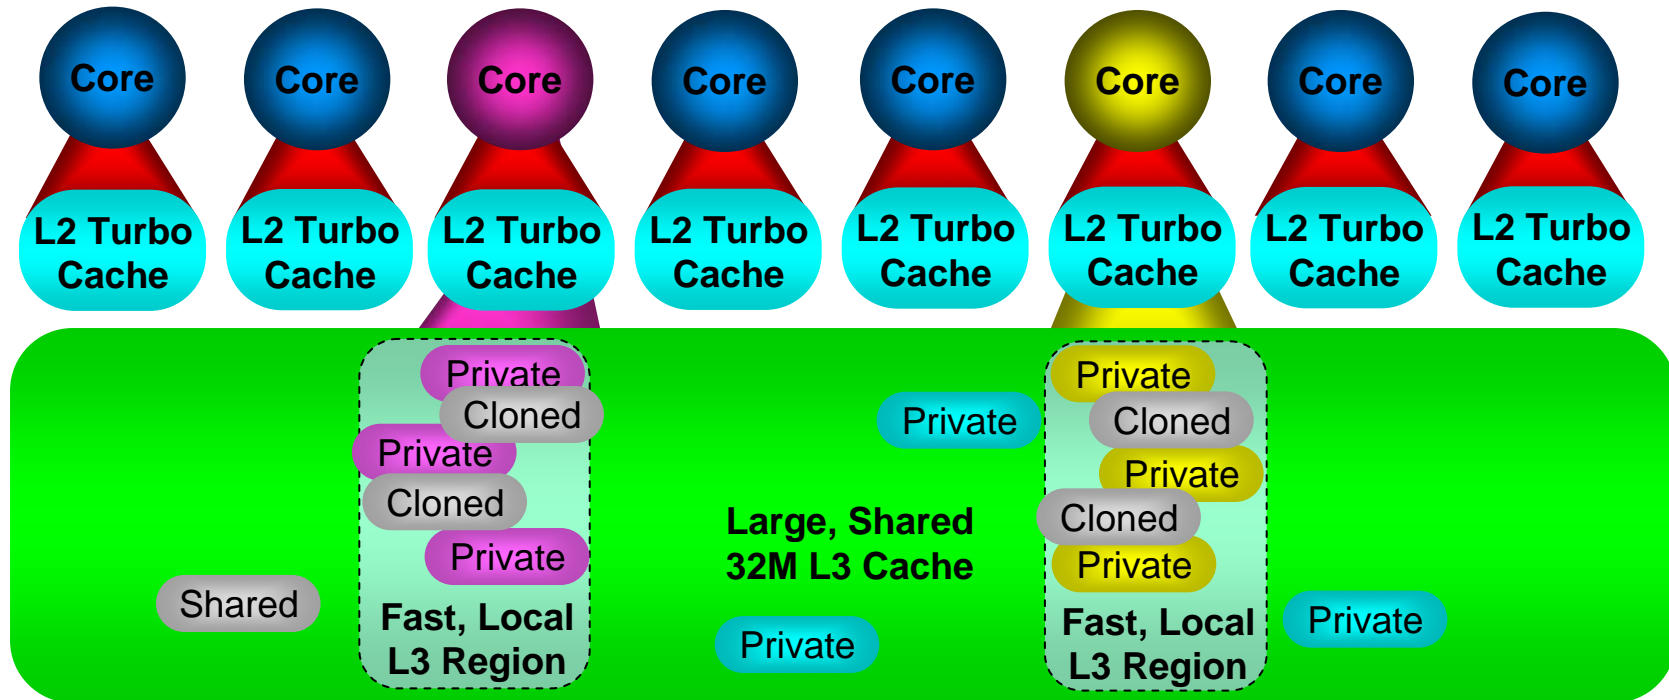 Core
Core
Core
Core
Core
Core
Core
Core
L2 Turbo
Cache
L2 Turbo
Cache
L2 Turbo
Cache
L2 Turbo
Cache
L2 Turbo
Cache
L2 Turbo
Cache
L2 Turbo
Cache
L2 Turbo
Cache
Private
Cloned
Private
Cloned
Private
Fast, Local
L3 Region
Shared
Private
Large, Shared
32M L3 Cache
Private
Private
Cloned
Private
Cloned
Private
Fast, Local
L3 Region
Private